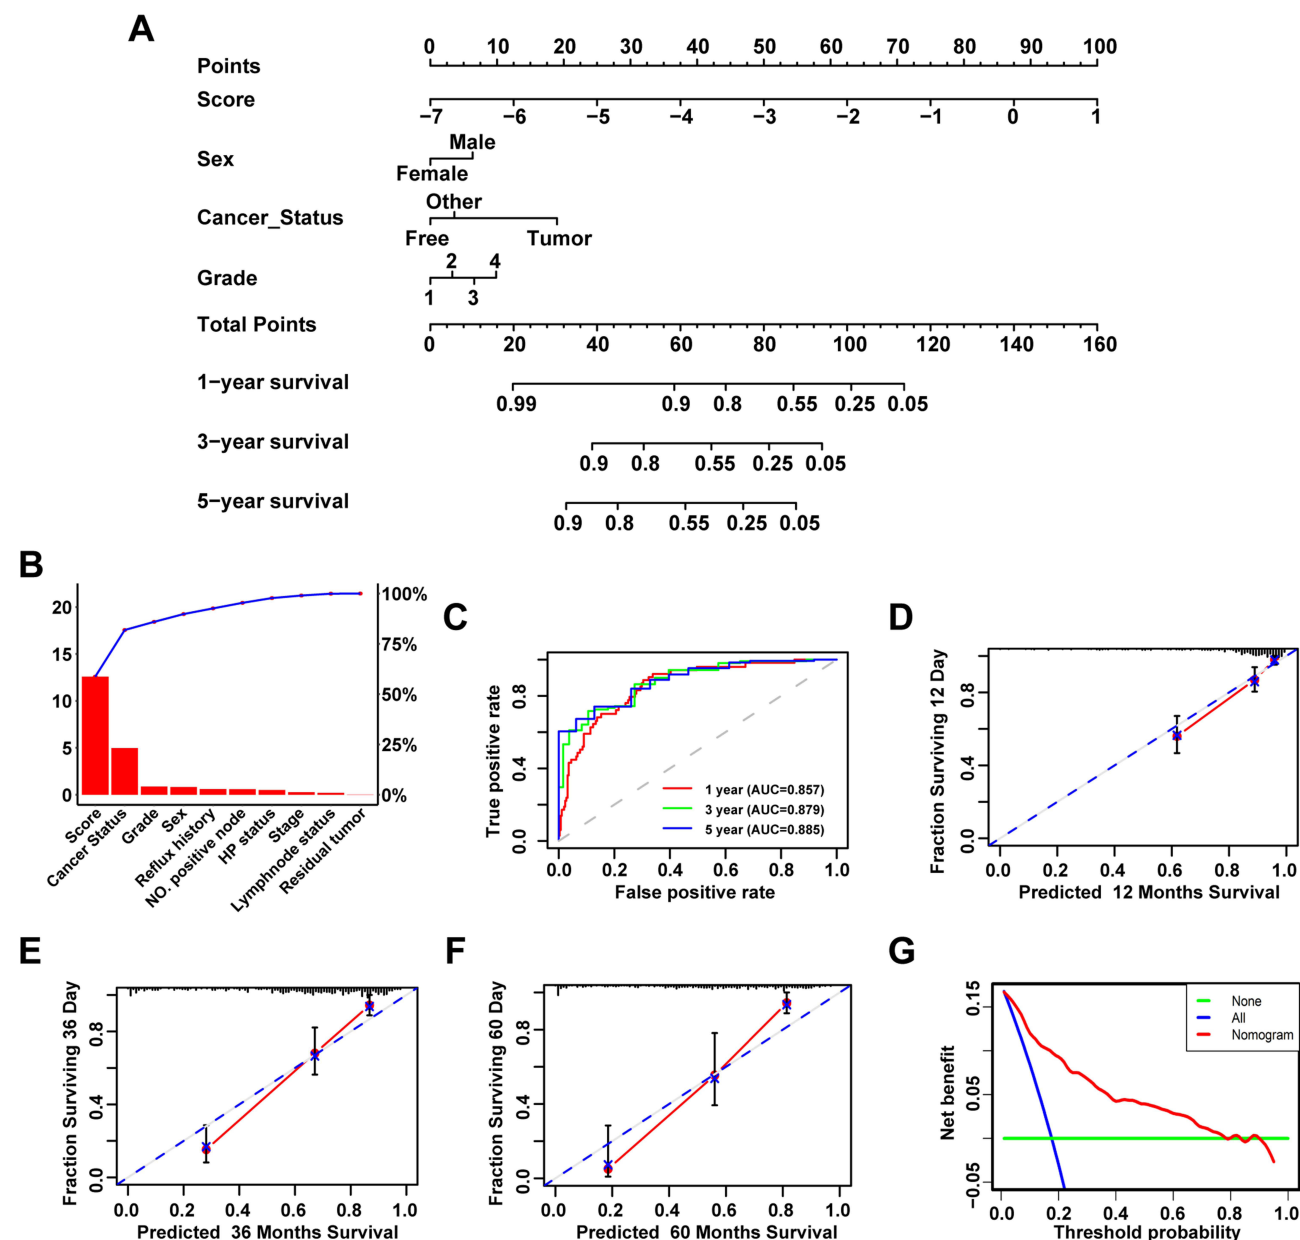 A
0 10 20 30 40 50 60 70 80 90 100
Points
Score
−7 −6 −5 −4 −3 −2 −1 0 1
Male
Sex
Female
Other
Cancer_Status
Free Tumor
2 4
Grade
1 3
Total Points
0 20 40 60 80 100 120 140 160
1−year survival
0.99 0.9 0.8 0.55 0.25 0.05
3−year survival
0.9 0.8 0.55 0.25 0.05
5−year survival
0.9 0.8 0.55 0.25 0.05
B
20
15
10
5
0
100%
75%
50%
25%
0%
Score
Cancer Status
Grade
Sex
Reflux history
NO. positive node
HP status
Stage
Lymphnode status
Residual tumor
C
True positive rate
0.0 0.4 0.8
1 year (AUC=0.857)
3 year (AUC=0.879)
5 year (AUC=0.885)
0.0 0.2 0.4 0.6 0.8 1.0
False positive rate
D
Fraction Surviving 12 Day
0.0 0.4 0.8
0.0 0.2 0.4 0.6 0.8 1.0
Predicted 12 Months Survival
E
Fraction Surviving 36 Day
0.0 0.4 0.8
0.0 0.2 0.4 0.6 0.8 1.0
Predicted 36 Months Survival
F
Fraction Surviving 60 Day
0.0 0.4 0.8
0.0 0.2 0.4 0.6 0.8 1.0
Predicted 60 Months Survival
G
Net benefit
−0.05 0.05 0.15
None
All
Nomogram
0.0 0.2 0.4 0.6 0.8 1.0
Threshold probability